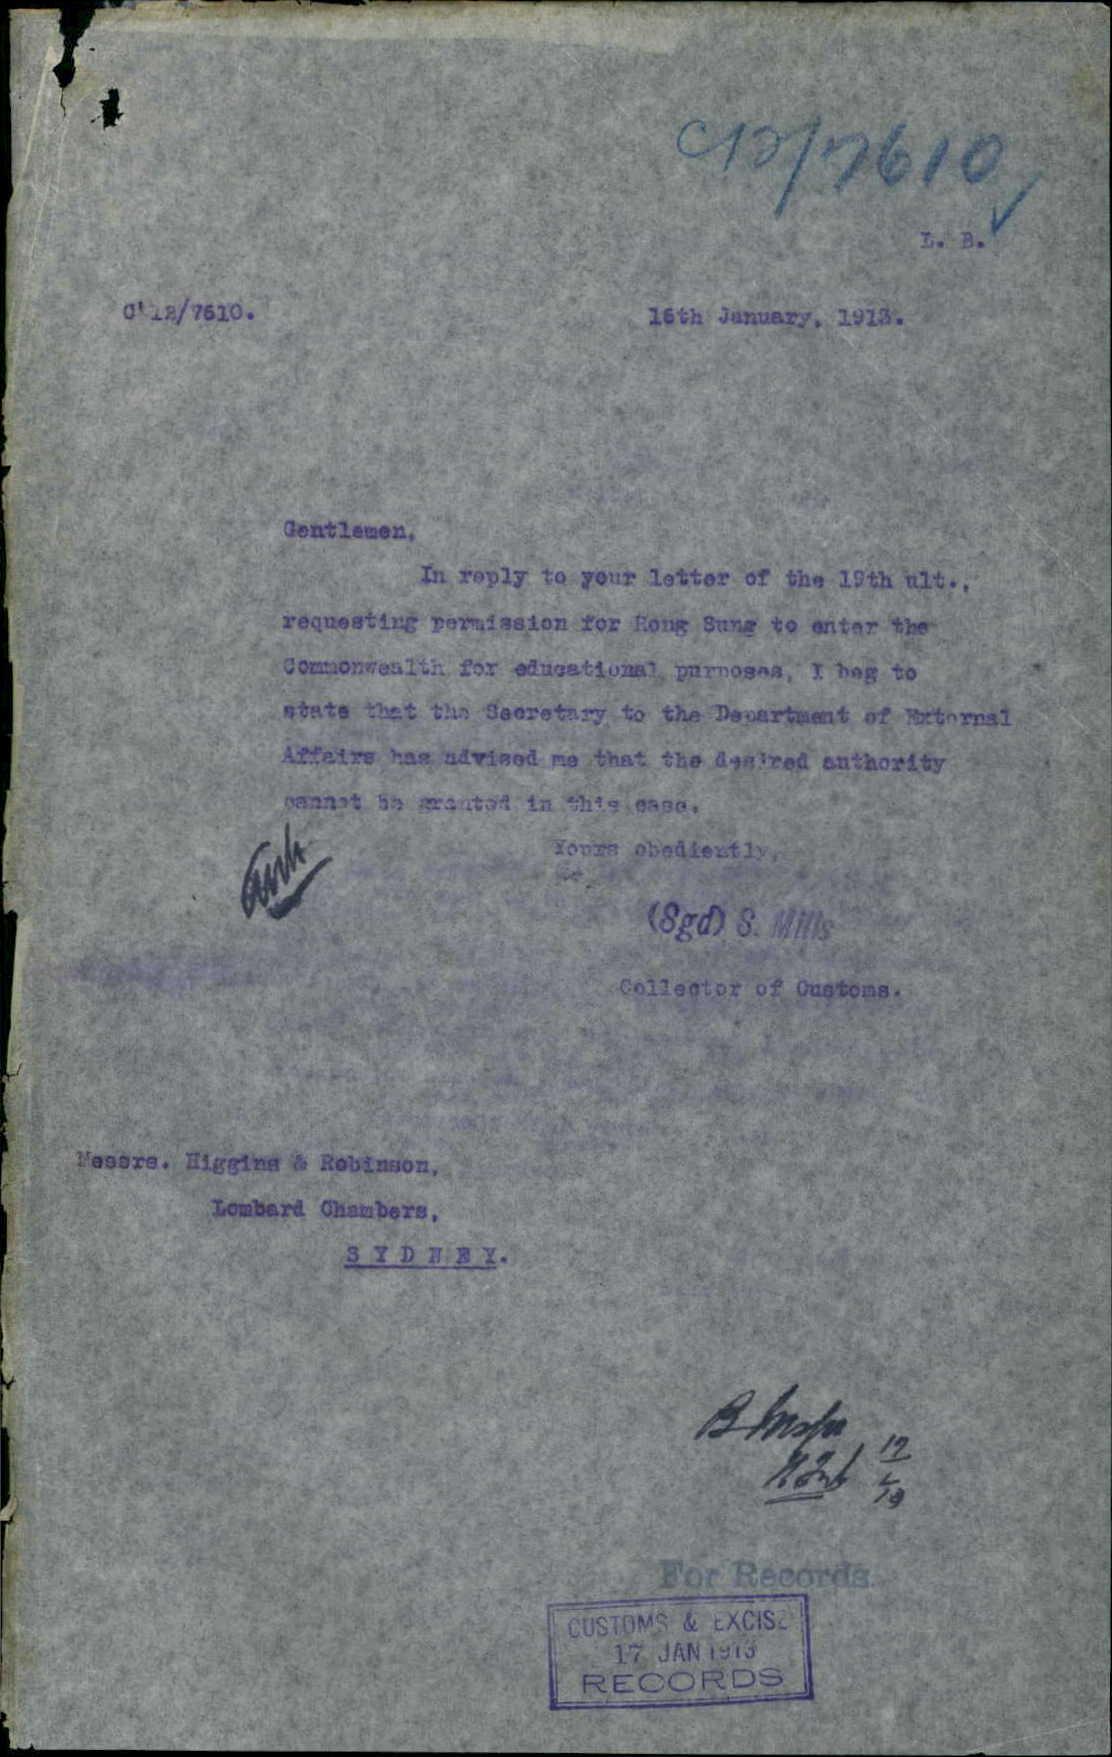 C12/7610
L. B.
C'12/7610.
16th January, 1913.
Gentlemen,
In reply to your letter of the 19th ult.,
requesting permission for Hong Sung to enter the
Commonwealth for educational purposes, I beg to
state that the Secretary to the Department of External
Affairs has advised me that the desired authority
cannot be granted in this case.
Yours obediently,
(Sgd) S. Mills
Collector of Customs.
Messrs. Higgins & Robinson,
Lombard Chambers,
SYDNEY.
For Records.
CUSTOMS & EXCISE
17 JAN 1913
RECORDS